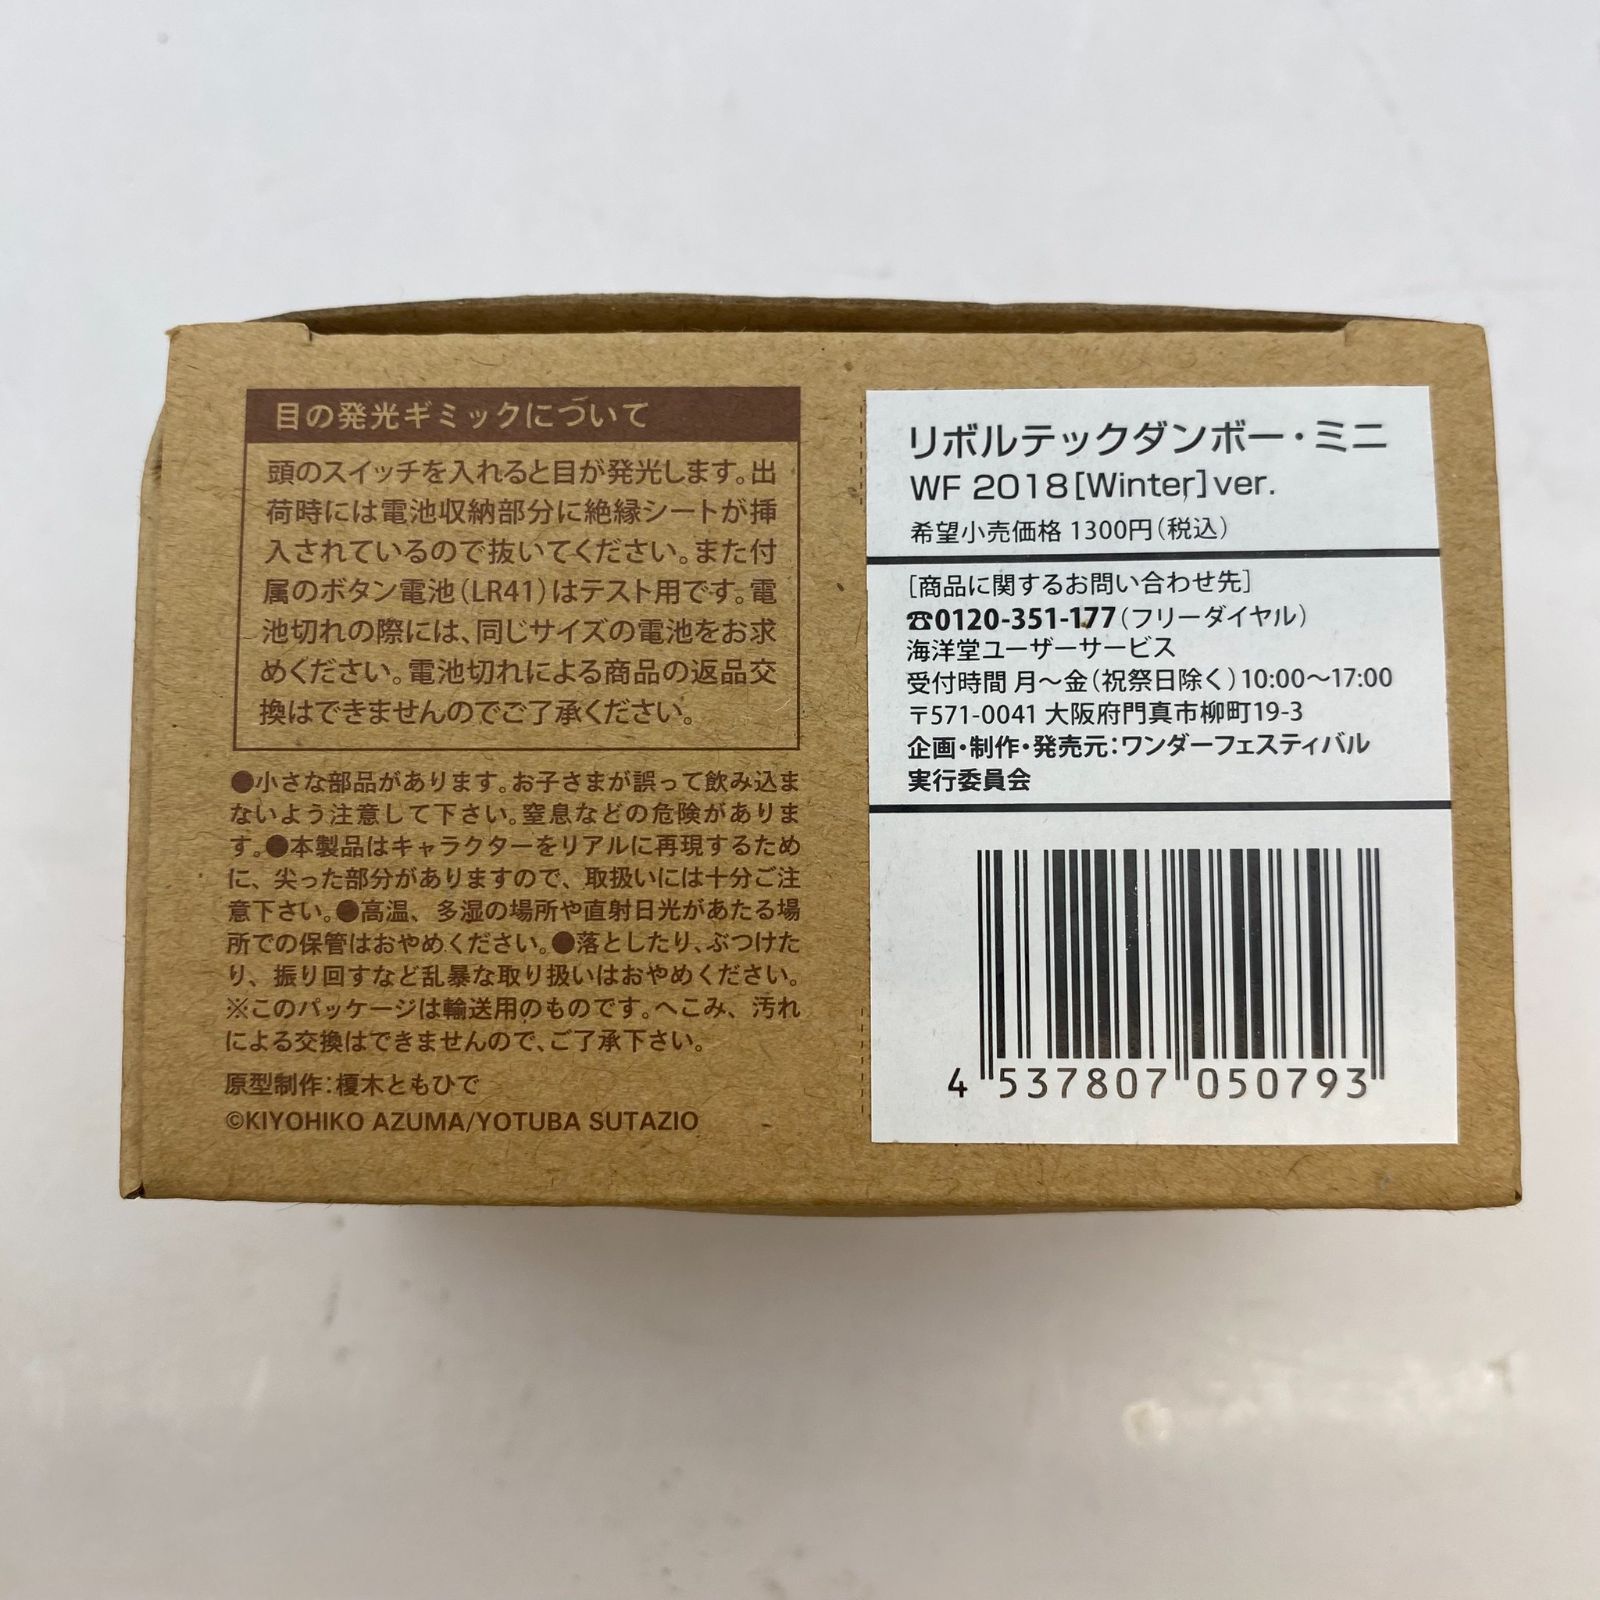 目の発光ギミックについて
頭のスイッチを入れると目が発光します。出
荷時には電池収納部分に絶縁シートが挿
入されているので抜いてください。また付
属のボタン電池(LR41)はテスト用です。電
池切れの際には、同じサイズの電池をお求
めください。電池切れによる商品の返品交
換はできませんのでご了承ください。
●小さな部品があります。お子さまが誤って飲み込ま
ないよう注意して下さい。窒息などの危険がありま
す。●本製品はキャラクターをリアルに再現するため
に、尖った部分がありますので、取扱いには十分ご注
意下さい。●高温、多湿の場所や直射日光があたる場
所での保管はおやめください。●落としたり、ぶつけた
り、振り回すなど乱暴な取り扱いはおやめください。
※このパッケージは輸送用のものです。へこみ、汚れ
による交換はできませんので、ご了承下さい。
原型制作：榎木ともひで
©KIYOHIKO AZUMA/YOTUBA SUTAZIO
リボルテックダンボー・ミニ
WF 2018[Winter]ver.
希望小売価格 1300円(税込)
[商品に関するお問い合わせ先]
☎0120-351-177(フリーダイヤル)
海洋堂ユーザーサービス
受付時間 月～金(祝祭日除く)10:00～17:00
〒571-0041 大阪府門真市柳町19-3
企画・制作・発売元：ワンダーフェスティバル
実行委員会
4 537807 050793